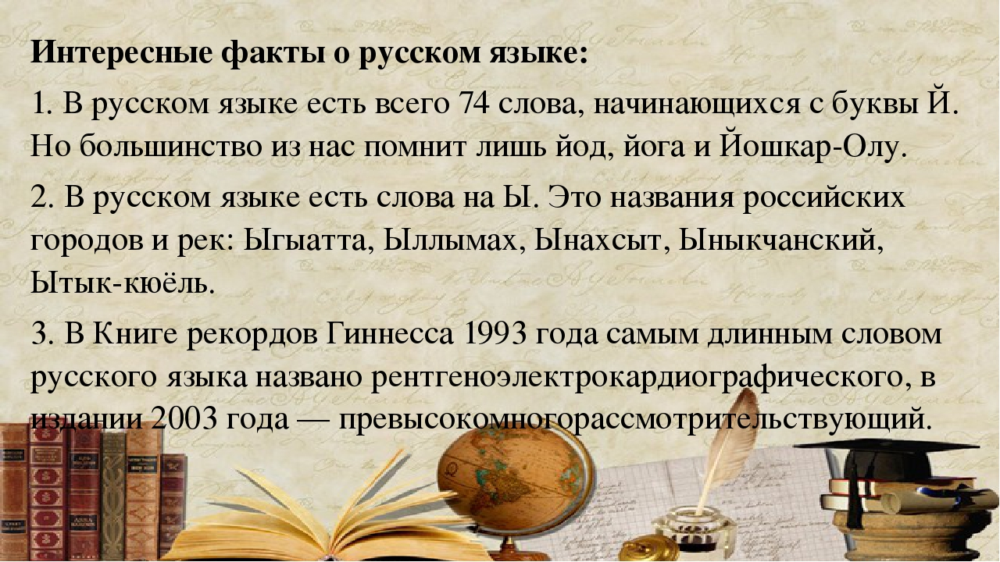 Интересные факты о русском языке:
1. В русском языке есть всего 74 слова, начинающихся с буквы Й.
Но большинство из нас помнит лишь йод, йога и Йошкар-Олу.
2. В русском языке есть слова на Ы. Это названия российских
городов и рек: Ыгыатта, Ыллымах, Ынахсыт, Ыныкчанский,
Ытык-кюёль.
3. В Книге рекордов Гиннесса 1993 года самым длинным словом
русского языка названо рентгеноэлектрокардиографического, в
издании 2003 года — превысокомногорассмотрительствующий.